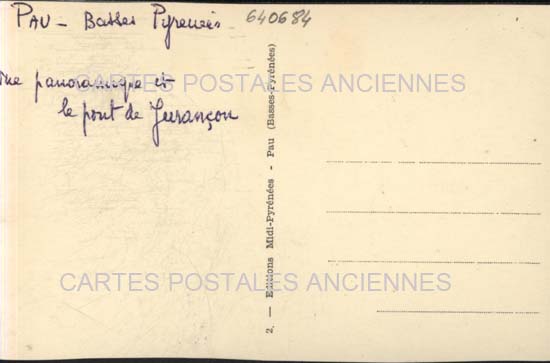 PAU - Basses Pyrenées
640684
Vue panoramique et
le pont de Jurançon
2. — Editions Midi-Pyrénées - Pau (Basses-Pyrénées)
CARTES POSTALES ANCIENNES
CARTES POSTALES ANCIENNES